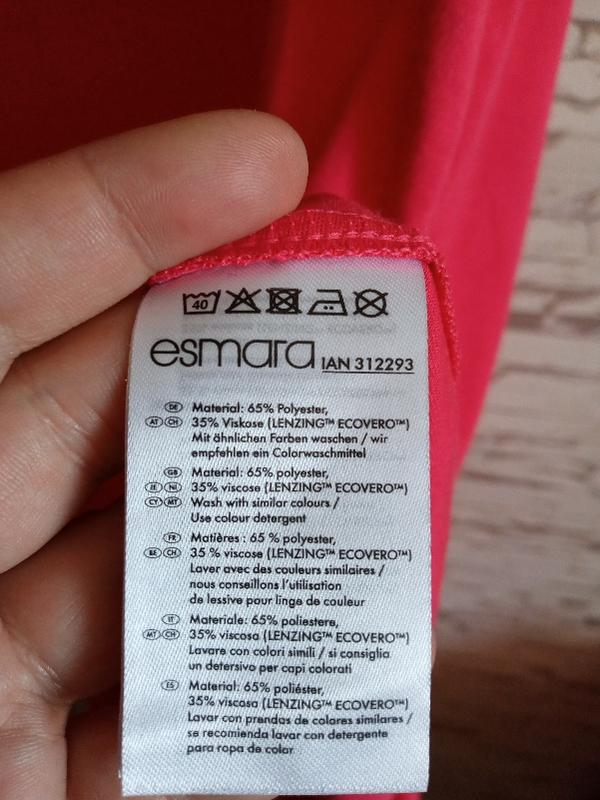 40
esmara IAN 312293
DE Material: 65% Polyester,
AT CH 35% Viskose (LENZING™ ECOVERO™)
Mit ähnlichen Farben waschen / wir
empfehlen ein Colorwaschmittel
GB Material: 65% polyester,
IE NL 35% viscose (LENZING™ ECOVERO™)
CY MT Wash with similar colours /
Use colour detergent
FR Matières : 65 % polyester,
BE CH 35 % viscose (LENZING™ ECOVERO™)
Laver avec des couleurs similaires /
nous conseillons l'utilisation
de lessive pour linge de couleur
IT Materiale: 65% poliestere,
MT CH 35% viscosa (LENZING™ ECOVERO™)
Lavare con colori simili / si consiglia
un detersivo per capi colorati
ES Material: 65% poliéster,
35% viscosa (LENZING™ ECOVERO™)
Lavar con prendas de colores similares /
se recomienda lavar con detergente
para ropa de color